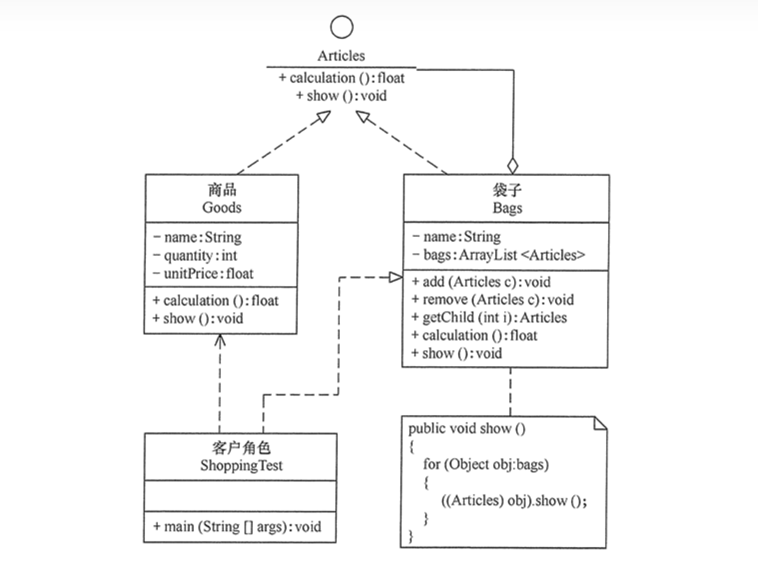 Articles
+ calculation ():float
+ show ():void
商品
Goods
- name:String
- quantity:int
- unitPrice:float
+ calculation ():float
+ show ():void
袋子
Bags
- name:String
- bags:ArrayList <Articles>
+ add (Articles c):void
+ remove (Articles c):void
+ getChild (int i):Articles
+ calculation ():float
+ show ():void
客户角色
ShoppingTest
+ main (String [] args):void
public void show ()
{
for (Object obj:bags)
{
((Articles) obj).show ();
}
}